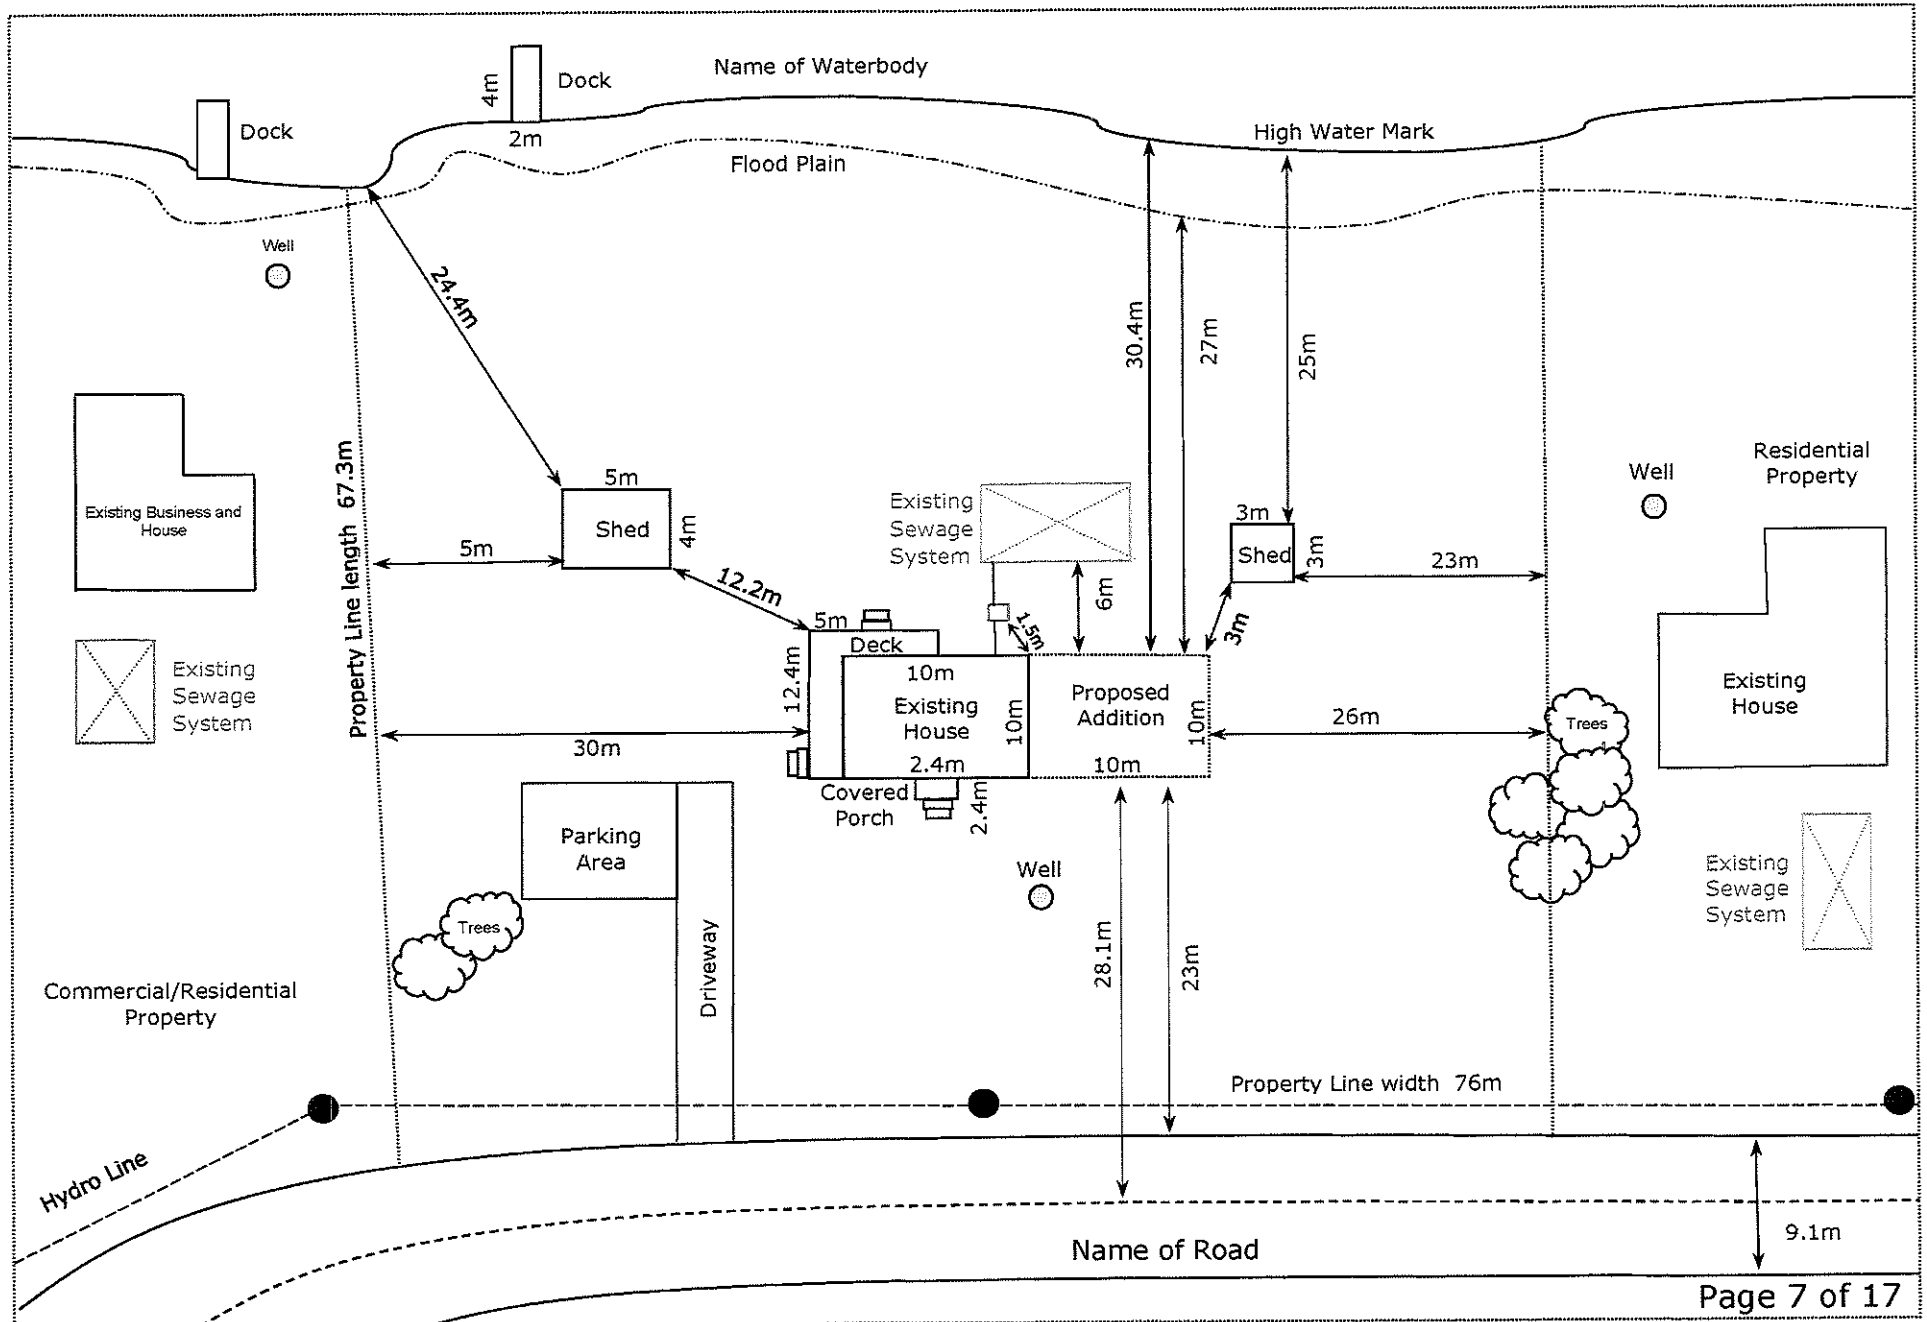 Name of Waterbody
4m
Dock
Dock
2m
High Water Mark
Flood Plain
Well
24.4m
30.4m
27m
25m
Property Line length 67.3m
Existing Business and
House
5m
Shed
4m
5m
12.2m
Existing
Sewage
System
6m
1.5m
3m
Shed
3m
23m
3m
Well
Residential
Property
Existing
Sewage
System
5m
Deck
12.4m
10m
Existing
House
10m
2.4m
Proposed
Addition
10m
10m
30m
26m
Trees
Existing
House
Covered
Porch
2.4m
Parking
Area
Well
Trees
Driveway
28.1m
23m
Existing
Sewage
System
Commercial/Residential
Property
Property Line width 76m
Hydro Line
Name of Road
9.1m
Page 7 of 17